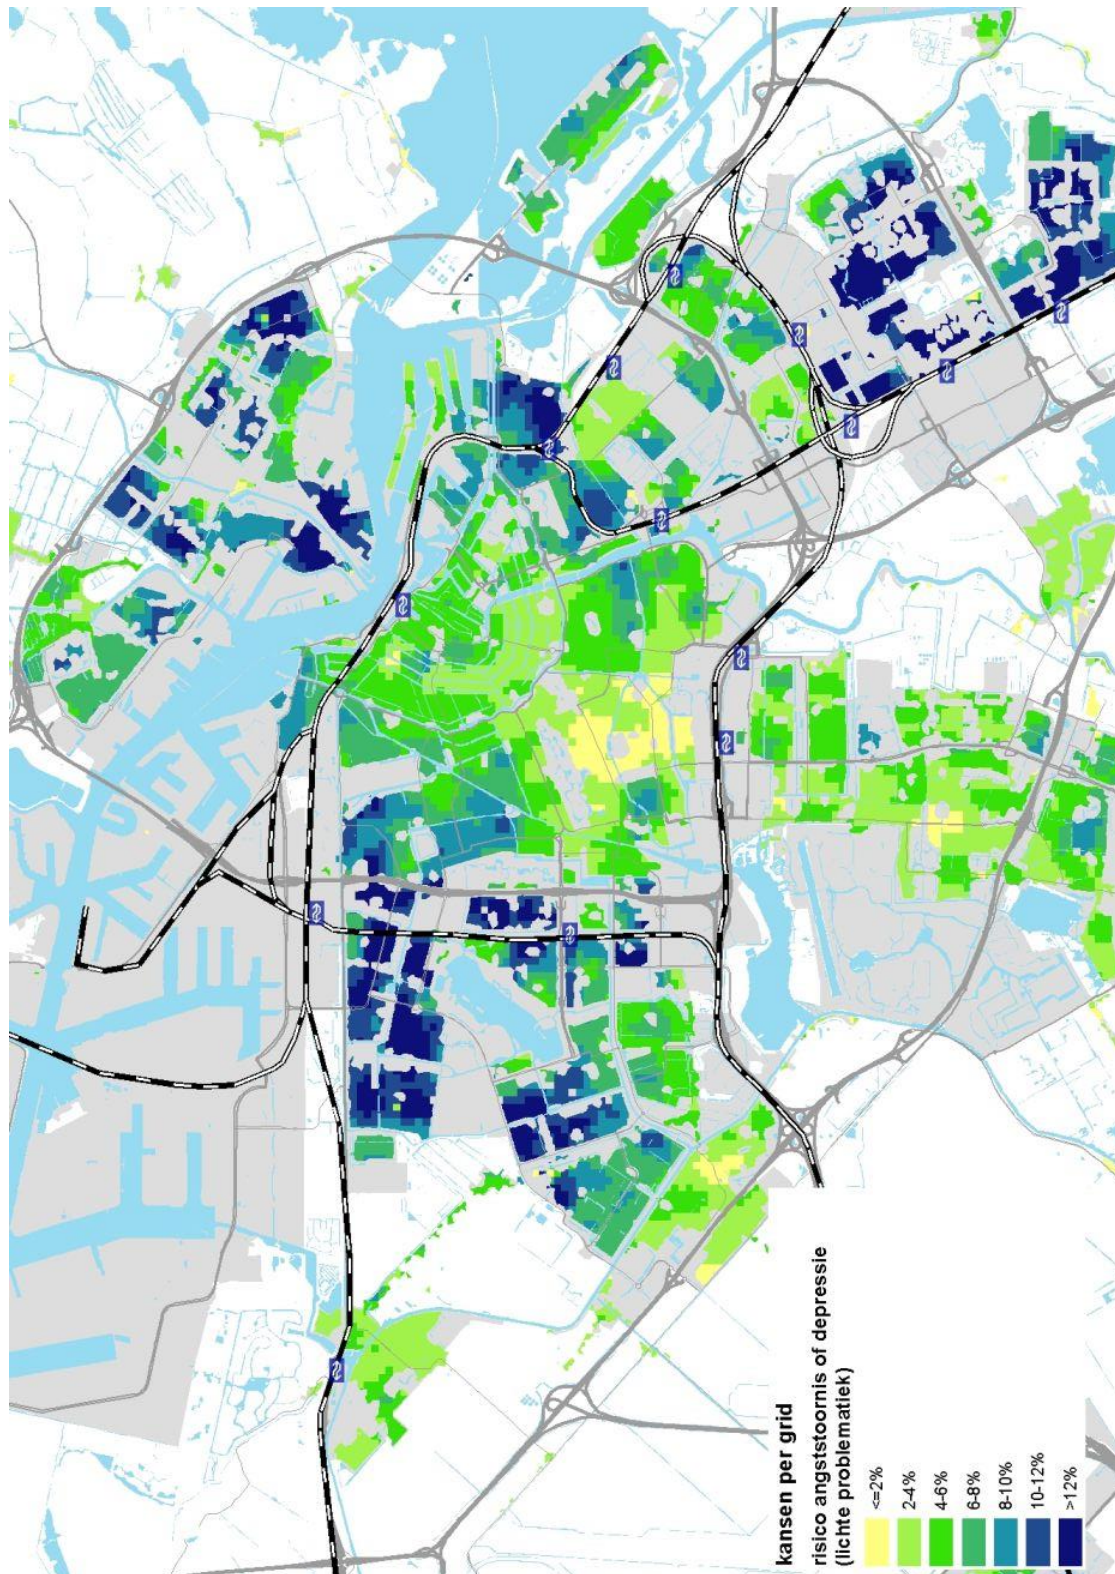 kansen per grid
risico angststoornis of depressie
(lichte problematiek)
<=2%
2-4%
4-6%
6-8%
8-10%
10-12%
>12%